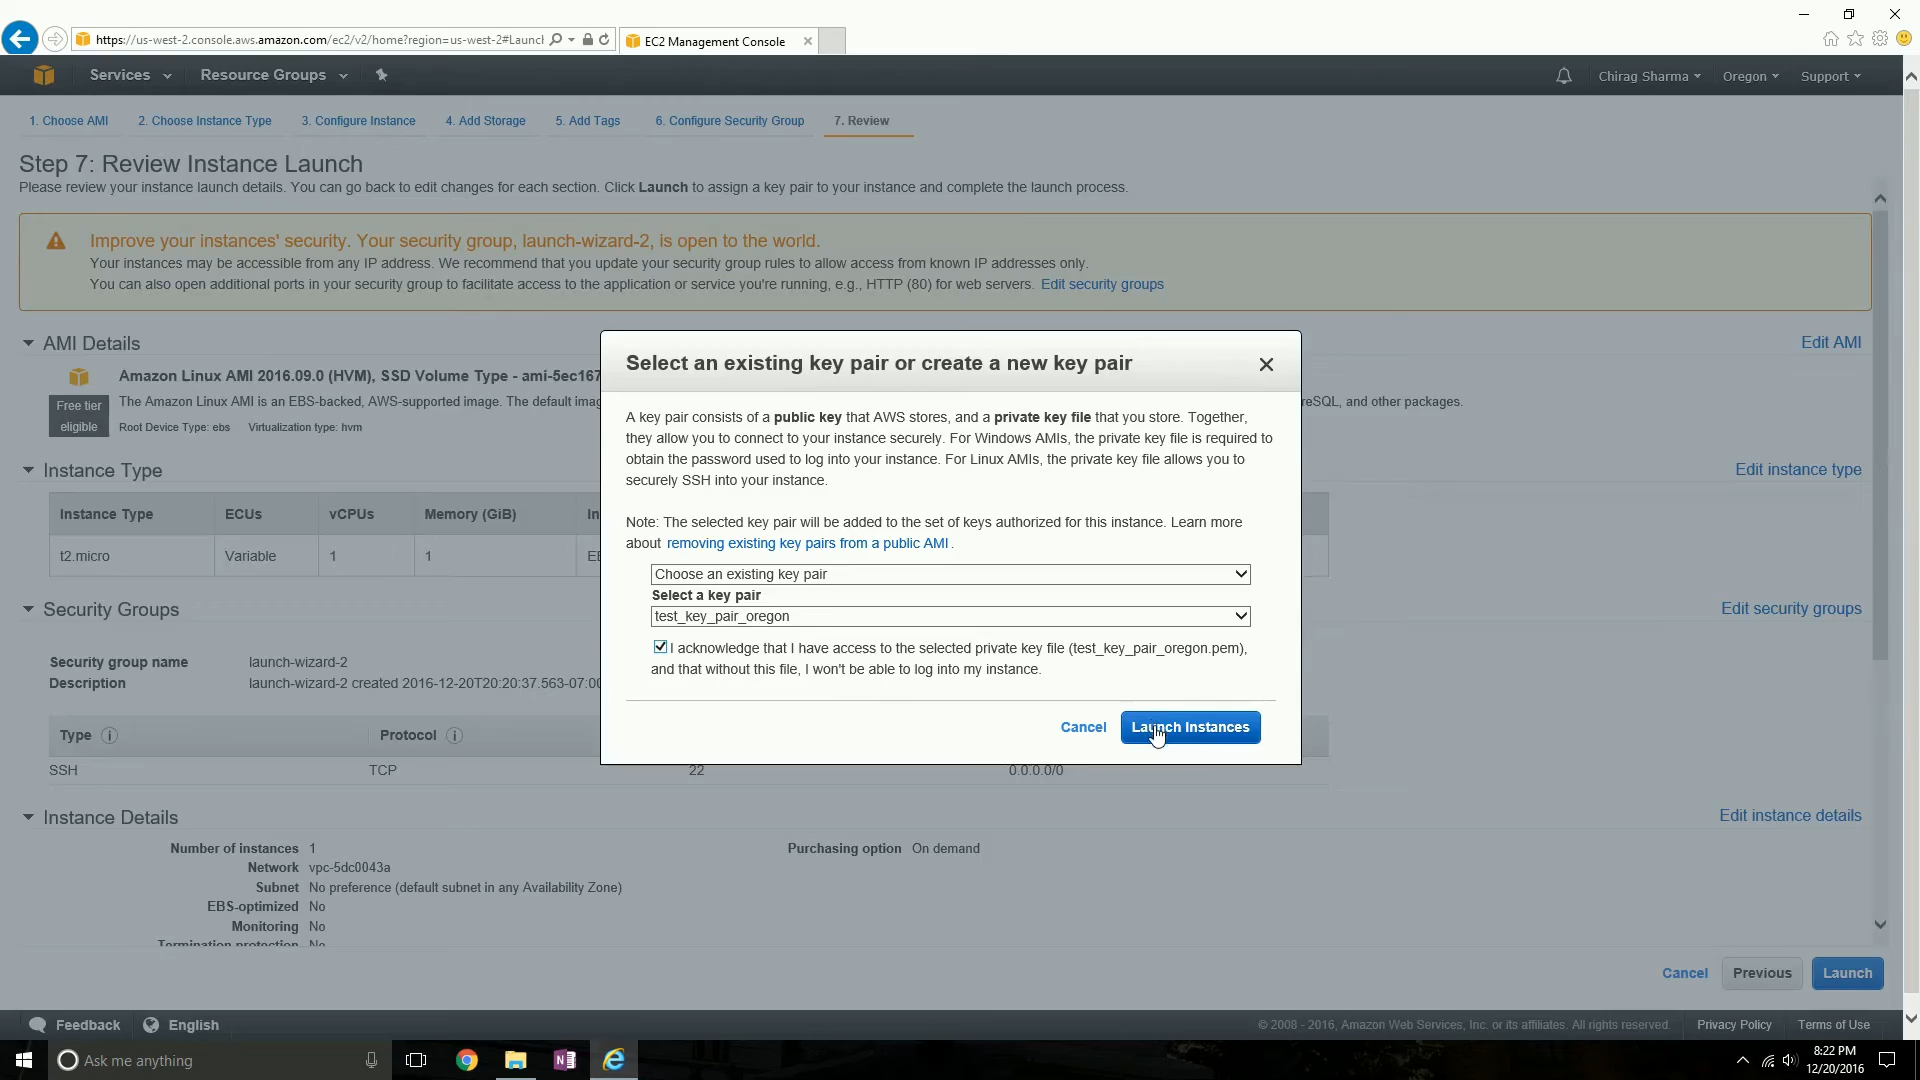 https://us-west-2.console.aws.amazon.com/ec2/v2/home?region=us-west-2#Launch
EC2 Management Console
Services
Resource Groups
Chirag Sharma
Oregon
Support
1. Choose AMI
2. Choose Instance Type
3. Configure Instance
4. Add Storage
5. Add Tags
6. Configure Security Group
7. Review
Step 7: Review Instance Launch
Please review your instance launch details. You can go back to edit changes for each section. Click Launch to assign a key pair to your instance and complete the launch process.
Improve your instances' security. Your security group, launch-wizard-2, is open to the world.
Your instances may be accessible from any IP address. We recommend that you update your security group rules to allow access from known IP addresses only.
You can also open additional ports in your security group to facilitate access to the application or service you're running, e.g., HTTP (80) for web servers. Edit security groups
AMI Details
Edit AMI
Amazon Linux AMI 2016.09.0 (HVM), SSD Volume Type - ami-5ec167
Free tier
eligible
The Amazon Linux AMI is an EBS-backed, AWS-supported image. The default imag
reSQL, and other packages.
Root Device Type: ebs Virtualization type: hvm
Instance Type
Edit instance type
Instance Type ECUs vCPUs Memory (GiB) In
t2.micro Variable 1 1 EE
Security Groups
Edit security groups
Security group name launch-wizard-2
Description launch-wizard-2 created 2016-12-20T20:20:37.563-07:00
Type Protocol
SSH TCP 22 0.0.0.0/0
Instance Details
Edit instance details
Number of instances 1
Purchasing option On demand
Network vpc-5dc0043a
Subnet No preference (default subnet in any Availability Zone)
EBS-optimized No
Monitoring No
Termination protection No
Select an existing key pair or create a new key pair
A key pair consists of a public key that AWS stores, and a private key file that you store. Together,
they allow you to connect to your instance securely. For Windows AMIs, the private key file is required to
obtain the password used to log into your instance. For Linux AMIs, the private key file allows you to
securely SSH into your instance.
Note: The selected key pair will be added to the set of keys authorized for this instance. Learn more
about removing existing key pairs from a public AMI.
Choose an existing key pair
Select a key pair
test_key_pair_oregon
I acknowledge that I have access to the selected private key file (test_key_pair_oregon.pem),
and that without this file, I won't be able to log into my instance.
Cancel
Launch Instances
Cancel
Previous
Launch
Feedback
English
© 2008 - 2016, Amazon Web Services, Inc. or its affiliates. All rights reserved.
Privacy Policy
Terms of Use
Ask me anything
8:22 PM
12/20/2016